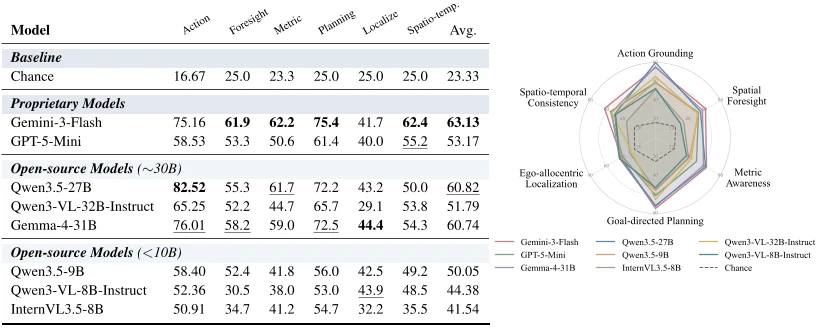 Model Action Foresight Metric Planning Localize Spatio-temp. Avg.
Baseline
Chance 16.67 25.0 23.3 25.0 25.0 25.0 23.33
Proprietary Models
Gemini-3-Flash 75.16 61.9 62.2 75.4 41.7 62.4 63.13
GPT-5-Mini 58.53 53.3 50.6 61.4 40.0 55.2 53.17
Open-source Models (∼30B)
Qwen3.5-27B 82.52 55.3 61.7 72.2 43.2 50.0 60.82
Qwen3-VL-32B-Instruct 65.25 52.2 44.7 65.7 29.1 53.8 51.79
Gemma-4-31B 76.01 58.2 59.0 72.5 44.4 54.3 60.74
Open-source Models (<10B)
Qwen3.5-9B 58.40 52.4 41.8 56.0 42.5 49.2 50.05
Qwen3-VL-8B-Instruct 52.36 30.5 38.0 53.0 43.9 48.5 44.38
InternVL3.5-8B 50.91 34.7 41.2 54.7 32.2 35.5 41.54
Action Grounding
Spatial
Foresight
Metric
Awareness
Goal-directed Planning
Ego-allocentric
Localization
Spatio-temporal
Consistency
Gemini-3-Flash Qwen3.5-27B Qwen3-VL-32B-Instruct
GPT-5-Mini Qwen3.5-9B Qwen3-VL-8B-Instruct
Gemma-4-31B InternVL3.5-8B Chance